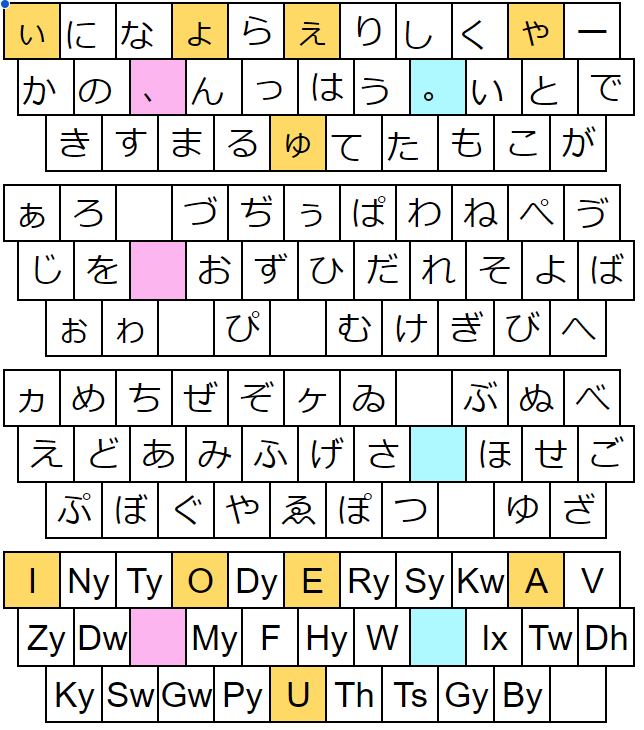 ぃ に な ょ ら ぇ り し く ゃ ー
か の 、 ん っ は う 。 い と で
き す ま る ゅ て た も こ が
ぁ ろ づ ぢ ぅ ぱ わ ね ぺ ゔ
じ を お ず ひ だ れ そ よ ば
ぉ ゎ ぴ む け ぎ び へ
ヵ め ち ぜ ぞ ヶ ゐ ぶ ぬ べ
え ど あ み ふ げ さ ほ せ ご
ぷ ぼ ぐ や ゑ ぽ つ ゆ ざ
I Ny Ty O Dy E Ry Sy Kw A V
Zy Dw My F Hy W Ix Tw Dh
Ky Sw Gw Py U Th Ts Gy By